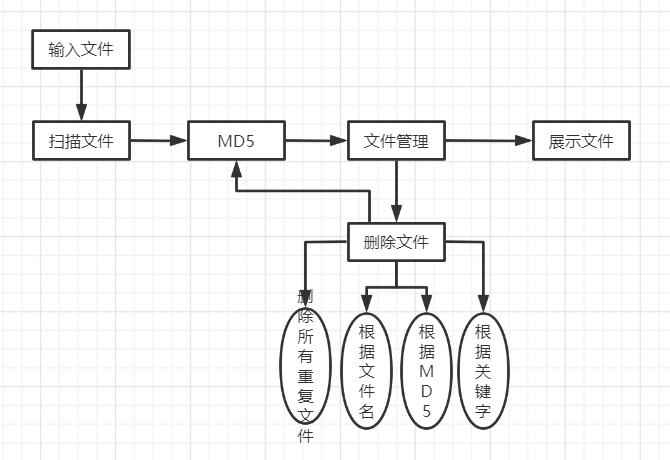 输入文件
扫描文件
MD5
文件管理
展示文件
删除文件
删除所有重复文件
根据文件名
根据MD5
根据关键字